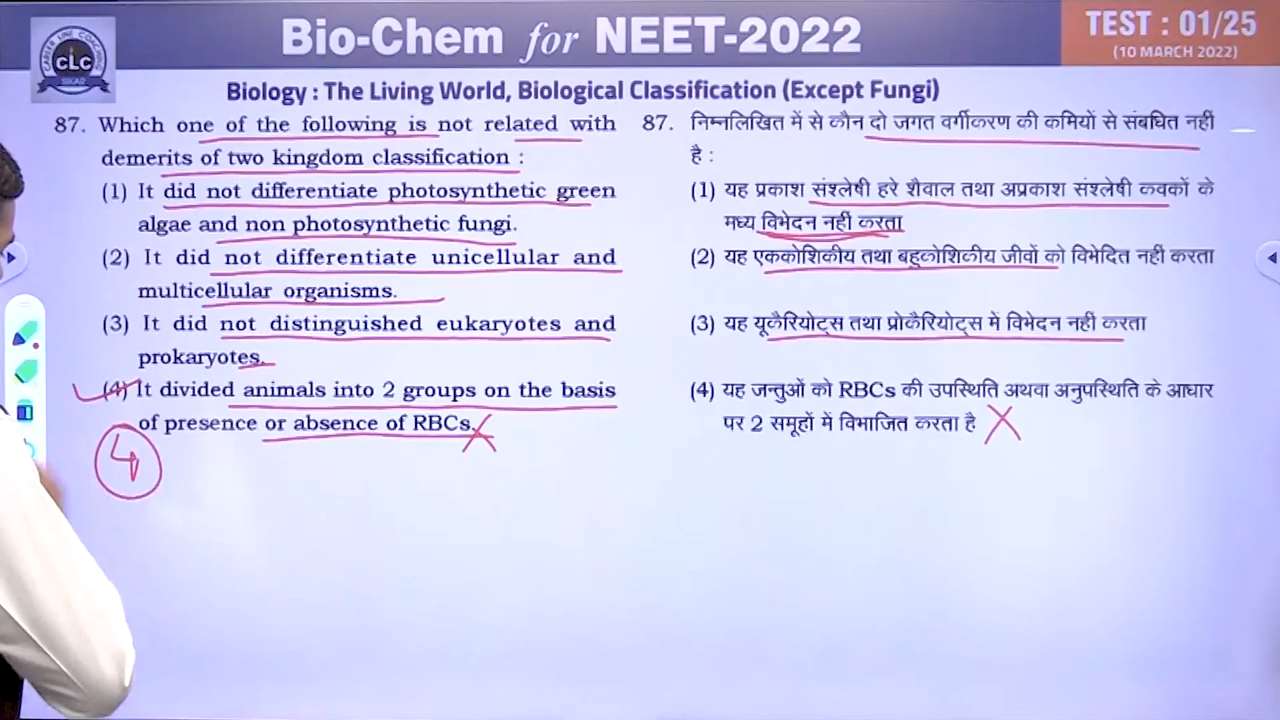 CAREER LINE COACHING
CLC
SIKAR
Bio-Chem for NEET-2022
TEST : 01/25
(10 MARCH 2022)
Biology : The Living World, Biological Classification (Except Fungi)
87. Which one of the following is not related with
demerits of two kingdom classification :
(1) It did not differentiate photosynthetic green
algae and non photosynthetic fungi.
(2) It did not differentiate unicellular and
multicellular organisms.
(3) It did not distinguished eukaryotes and
prokaryotes.
(4) It divided animals into 2 groups on the basis
of presence or absence of RBCs.
4
87. निम्नलिखित में से कौन दो जगत वर्गीकरण की कमियों से संबधित नहीं
है :
(1) यह प्रकाश संश्लेषी हरे शैवाल तथा अप्रकाश संश्लेषी कवकों के
मध्य विभेदन नहीं करता
(2) यह एककोशिकीय तथा बहुकोशिकीय जीवों को विभेदित नहीं करता
(3) यह यूकैरियोट्स तथा प्रोकैरियोट्स में विभेदन नहीं करता
(4) यह जन्तुओं को RBCs की उपस्थिति अथवा अनुपस्थिति के आधार
पर 2 समूहों में विभाजित करता है